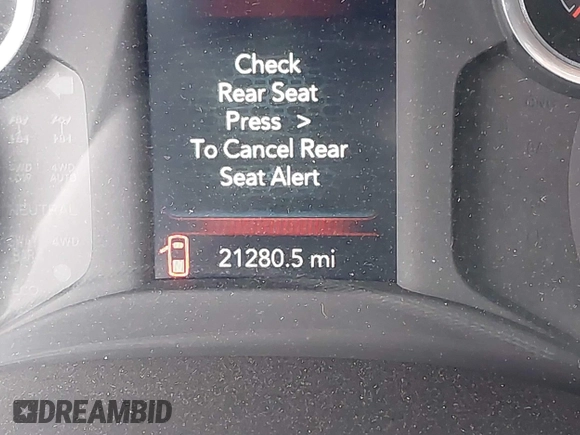 Check
Rear Seat
Press >
To Cancel Rear
Seat Alert
21280.5 mi
DREAMBID